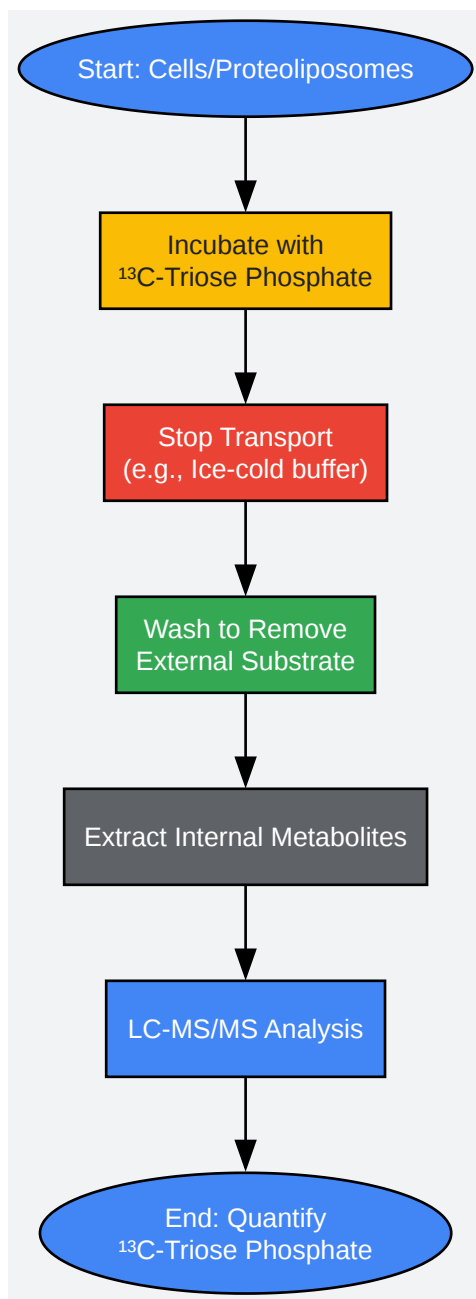 Start: Cells/Proteoliposomes
Incubate with
¹³C-Triose Phosphate
Stop Transport
(e.g., Ice-cold buffer)
Wash to Remove
External Substrate
Extract Internal Metabolites
LC-MS/MS Analysis
End: Quantify
¹³C-Triose Phosphate